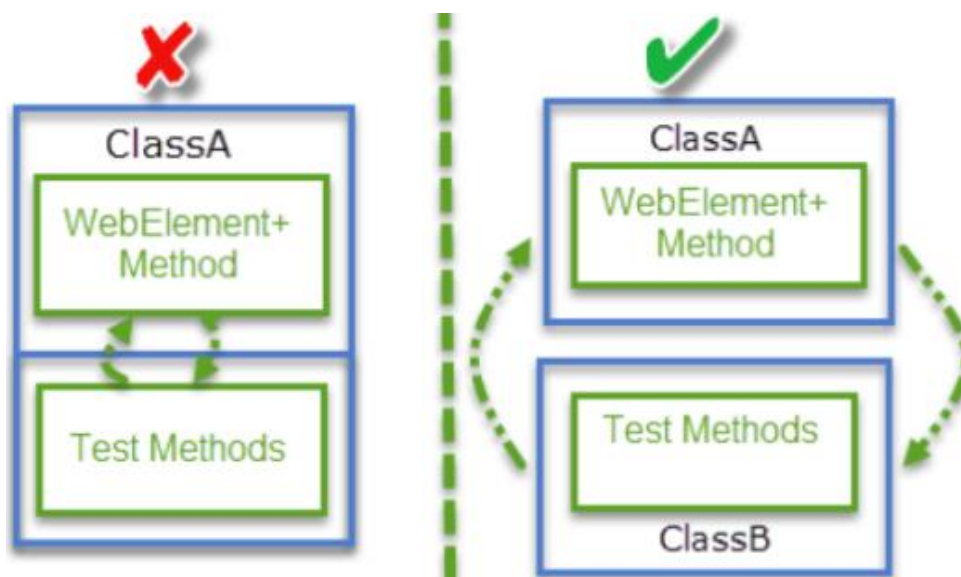 ClassA
WebElement+
Method
Test Methods
ClassA
WebElement+
Method
Test Methods
ClassB